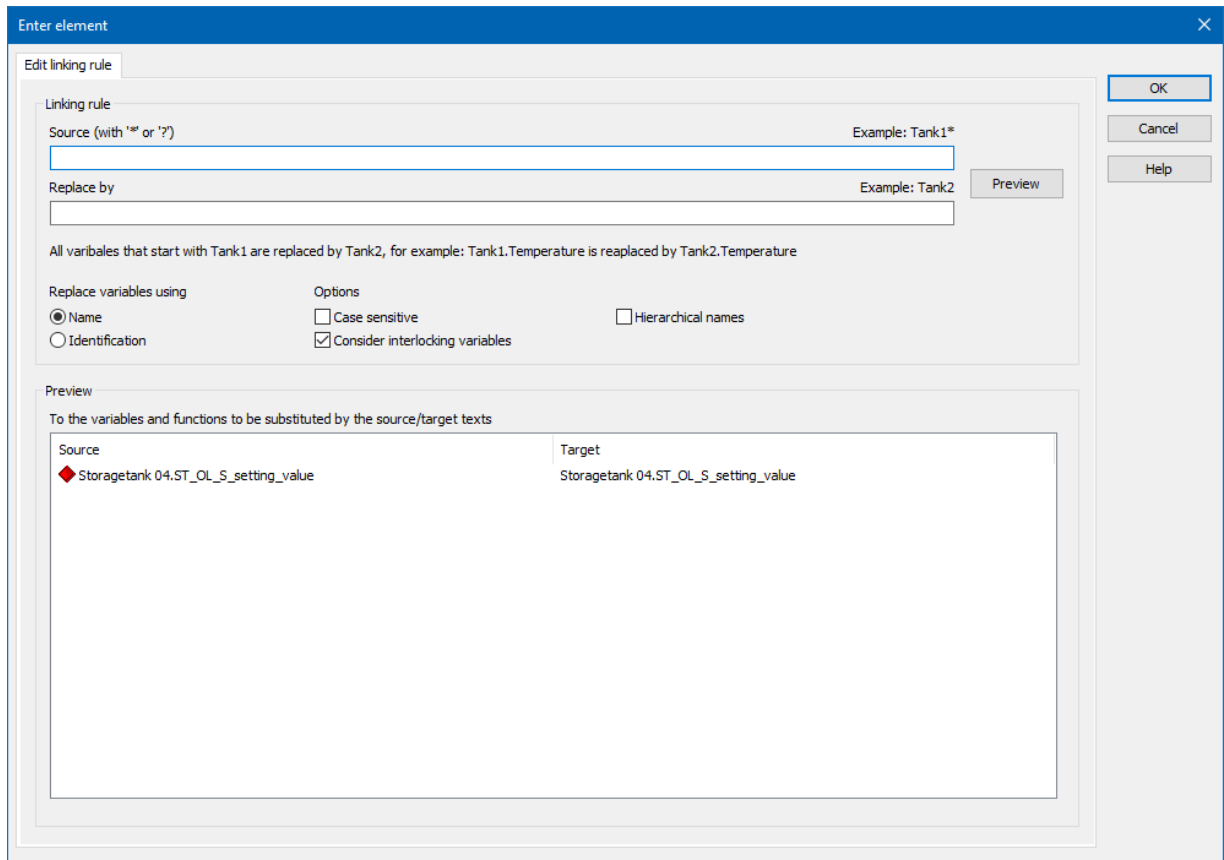 Enter element
Edit linking rule
OK
Linking rule
Source (with '*' or '?') Example: Tank1*
Cancel
Help
Replace by Example: Tank2 Preview
All varibales that start with Tank1 are replaced by Tank2, for example: Tank1.Temperature is reaplaced by Tank2.Temperature
Replace variables using Options
Name Case sensitive Hierarchical names
Identification Consider interlocking variables
Preview
To the variables and functions to be substituted by the source/target texts
Source Target
Storagetank 04.ST_OL_S_setting_value Storagetank 04.ST_OL_S_setting_value